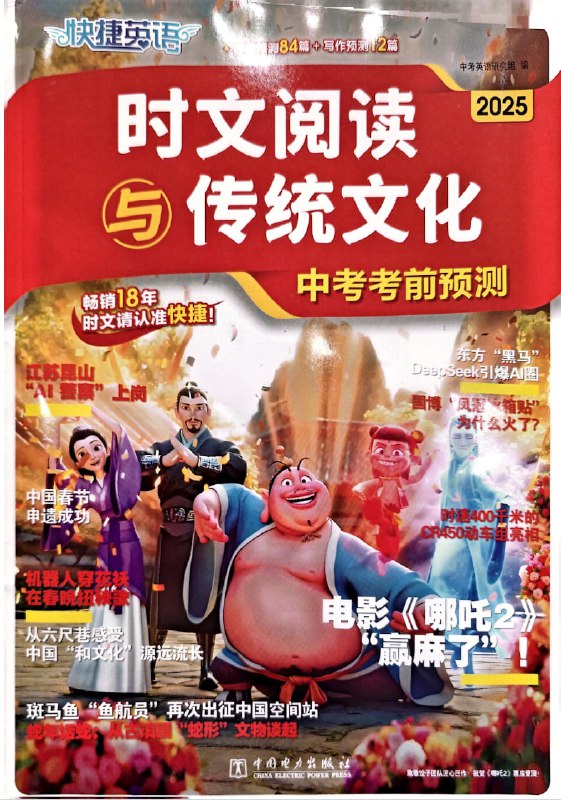 快捷英语
测84篇+写作预测12篇
中考英语研究组 编
2025
时文阅读
与传统文化
中考考前预测
畅销18年
时文请认准快捷!
江苏昆山
“AI 警察”上岗
东方“黑马”
DeepSeek引爆AI圈
国博“凤冠冰箱贴”
为什么火了?
中国春节
申遗成功
时速400千米的
CR450动车组亮相
机器人穿花袄
在春晚扭秧歌
电影《哪吒2》
“赢麻了”!
从六尺巷感受
中国“和文化”源远流长
斑马鱼“鱼航员”再次出征中国空间站
蛇年话蛇:从古滇国“蛇形”文物谈起
中国电力出版社
CHINA ELECTRIC POWER PRESS